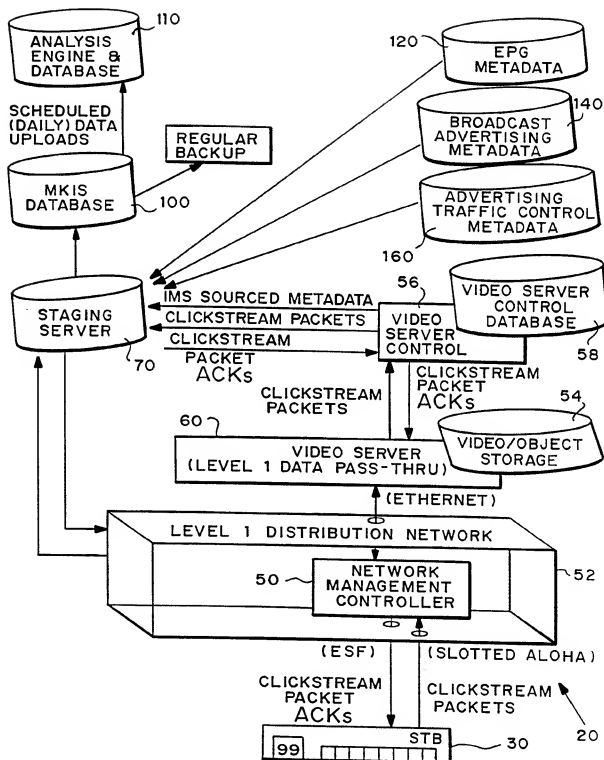 110
ANALYSIS
ENGINE &
DATABASE
120
EPG
METADATA
SCHEDULED
(DAILY) DATA
UPLOADS
REGULAR
BACKUP
140
BROADCAST
ADVERTISING
METADATA
MKIS
DATABASE
100
ADVERTISING
TRAFFIC CONTROL
METADATA
160
STAGING
SERVER
70
IMS SOURCED METADATA
CLICKSTREAM PACKETS
CLICKSTREAM
PACKET
ACKs
56
VIDEO
SERVER
CONTROL
VIDEO SERVER
CONTROL
DATABASE
58
CLICKSTREAM
PACKETS
CLICKSTREAM
PACKET
ACKs
54
VIDEO/OBJECT
STORAGE
60
VIDEO SERVER
(LEVEL 1 DATA PASS-THRU)
(ETHERNET)
LEVEL 1 DISTRIBUTION NETWORK
50
NETWORK
MANAGEMENT
CONTROLLER
52
(ESF)
(SLOTTED ALOHA)
CLICKSTREAM
PACKET
ACKs
CLICKSTREAM
PACKETS
20
STB
99
30